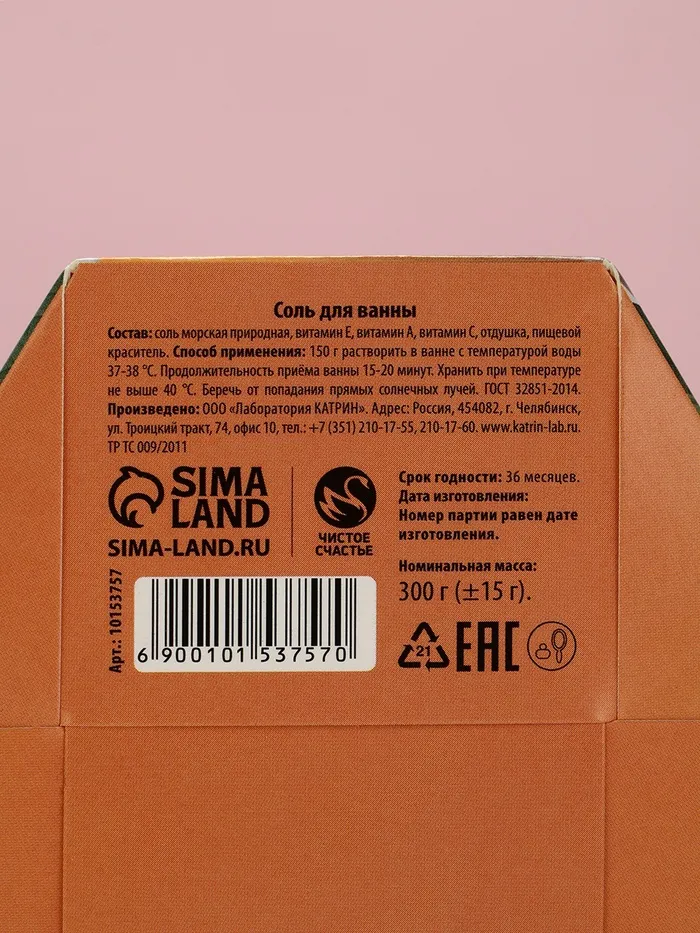 Соль для ванны
Состав: соль морская природная, витамин Е, витамин А, витамин С, отдушка, пищевой
краситель. Способ применения: 150 г растворить в ванне с температурой воды
37-38 °С. Продолжительность приёма ванны 15-20 минут. Хранить при температуре
не выше 40 °С. Беречь от попадания прямых солнечных лучей. ГОСТ 32851-2014.
Произведено: ООО «Лаборатория КАТРИН». Адрес: Россия, 454082, г. Челябинск,
ул. Троицкий тракт, 74, офис 10, тел.: +7 (351) 210-17-55, 210-17-60. www.katrin-lab.ru.
ТР ТС 009/2011
SIMA
LAND
SIMA-LAND.RU
ЧИСТОЕ
СЧАСТЬЕ
Срок годности: 36 месяцев.
Дата изготовления:
Номер партии равен дате
изготовления.
Номинальная масса:
300 г (±15 г).
Арт.: 10153757
6 900101 537570
21
EAC